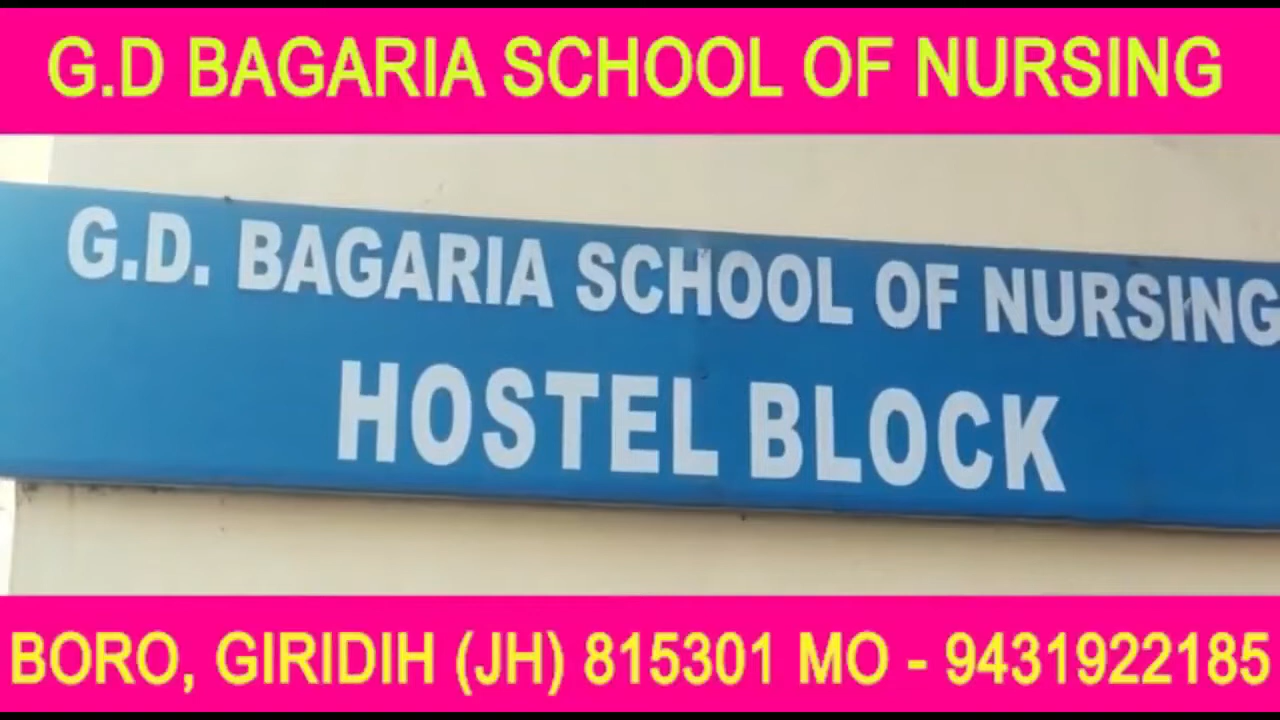 G.D BAGARIA SCHOOL OF NURSING
G.D. BAGARIA SCHOOL OF NURSING
HOSTEL BLOCK
BORO, GIRIDIH (JH) 815301 MO - 9431922185